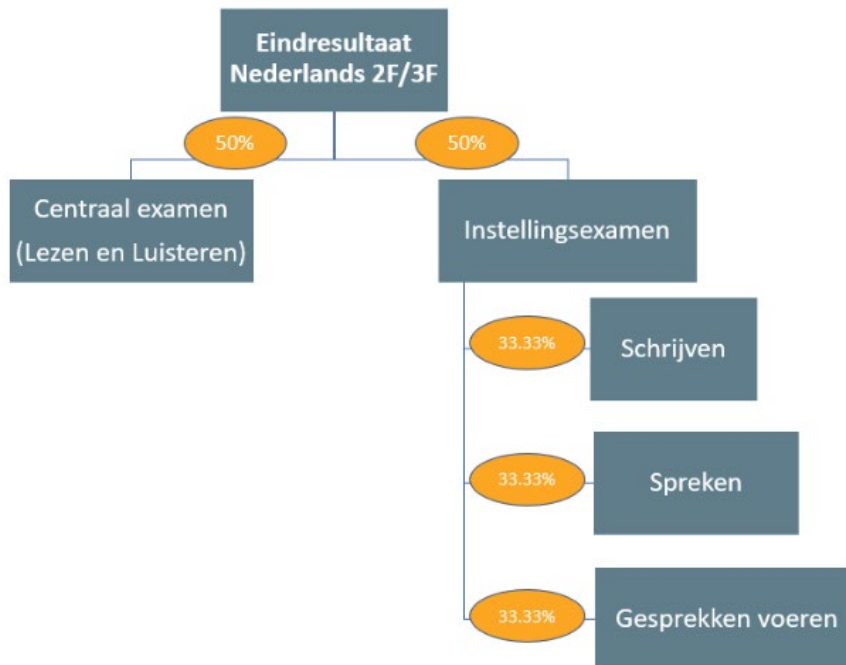 Eindresultaat
Nederlands 2F/3F
50%
50%
Centraal examen
(Lezen en Luisteren)
Instellingsexamen
33.33%
Schrijven
33.33%
Spreken
33.33%
Gesprekken voeren